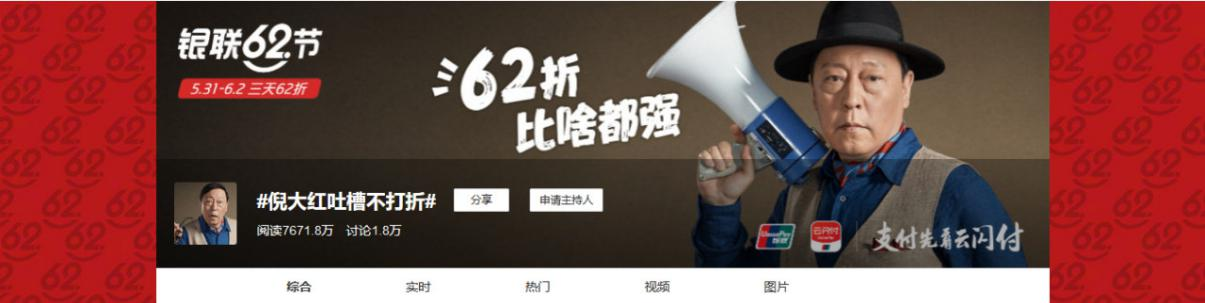 银联62节
5.31-6.2 三天62折
62折
比啥都强
#倪大红吐槽不打折#
分享
申请主持人
阅读7671.8万 讨论1.8万
UnionPay
银联
云闪付
支付先看云闪付
综合
实时
热门
视频
图片